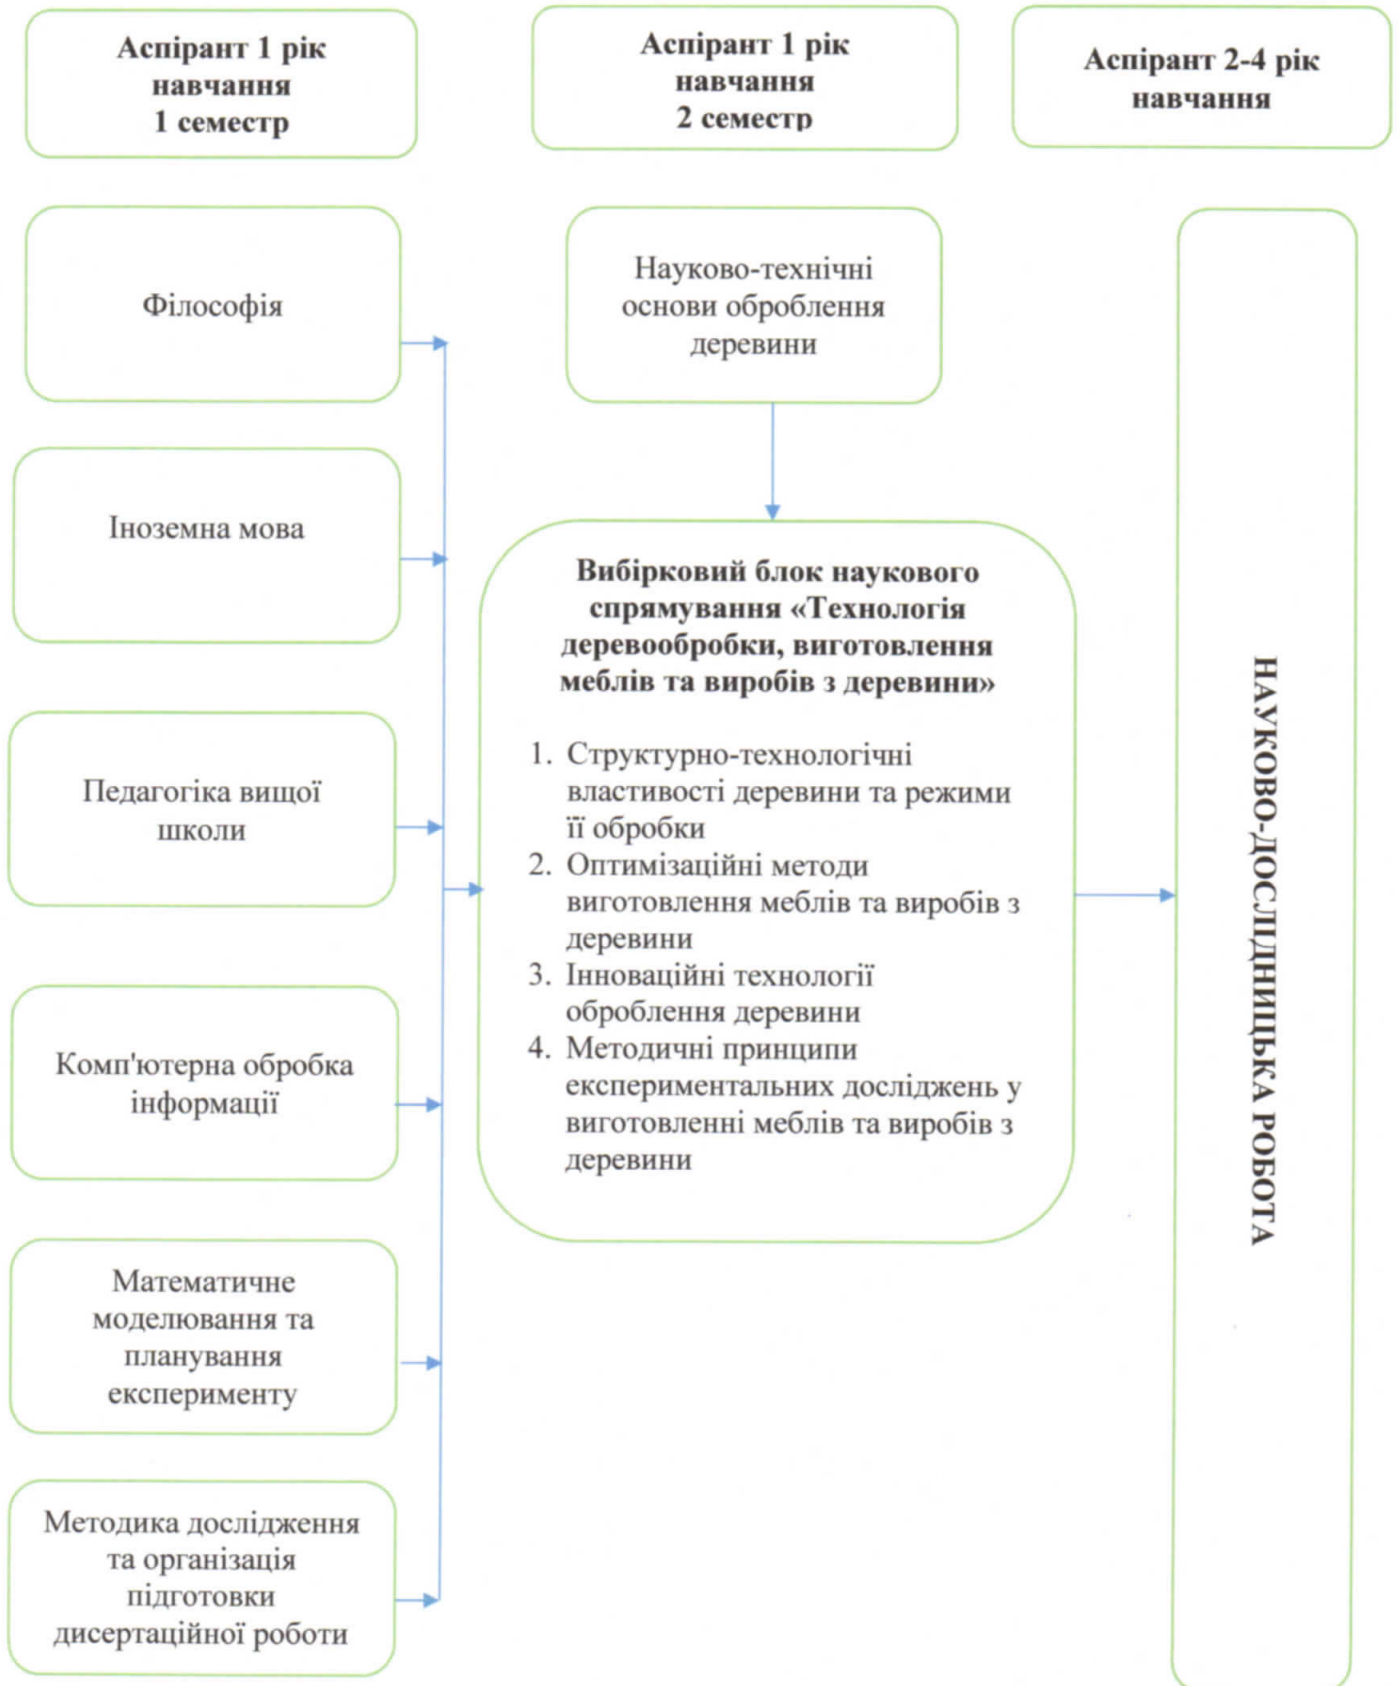 Аспірант 1 рік
навчання
1 семестр
Аспірант 1 рік
навчання
2 семестр
Аспірант 2-4 рік
навчання
Філософія
Іноземна мова
Педагогіка вищої
школи
Комп'ютерна обробка
інформації
Математичне
моделювання та
планування
експерименту
Методика дослідження
та організація
підготовки
дисертаційної роботи
Науково-технічні
основи оброблення
деревини
Вибірковий блок наукового
спрямування «Технологія
деревообробки, виготовлення
меблів та виробів з деревини»
1. Структурно-технологічні
властивості деревини та режими
її обробки
2. Оптимізаційні методи
виготовлення меблів та виробів з
деревини
3. Інноваційні технології
оброблення деревини
4. Методичні принципи
експериментальних досліджень у
виготовленні меблів та виробів з
деревини
НАУКОВО-ДОСЛІДНИЦЬКА РОБОТА